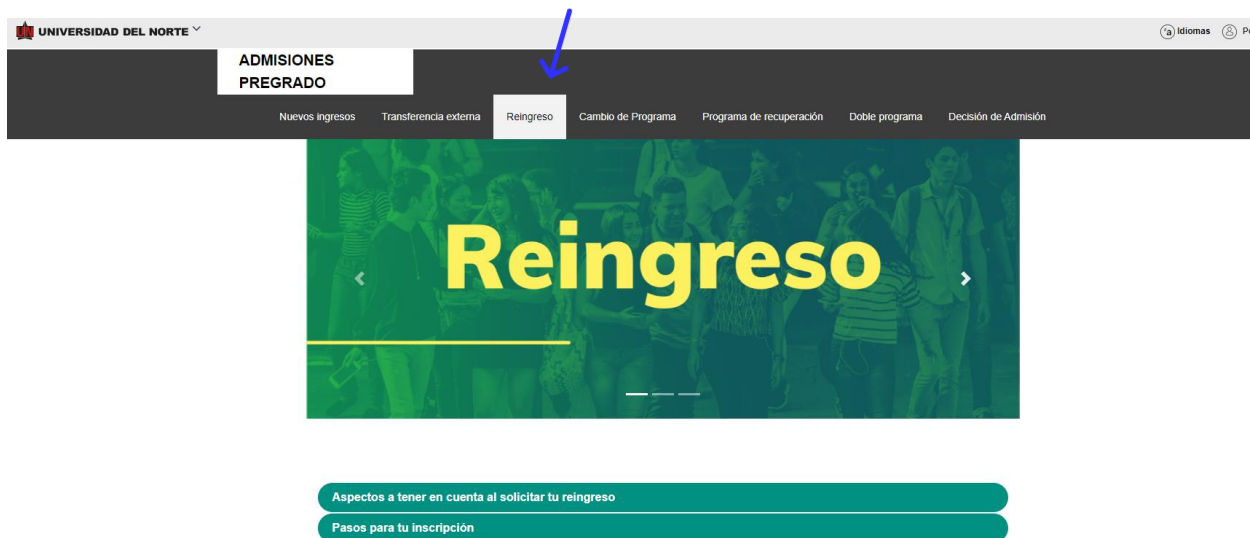 UNIVERSIDAD DEL NORTE
Idiomas
ADMISIONES
PREGRADO
Nuevos ingresos Transferencia externa Reingreso Cambio de Programa Programa de recuperación Doble programa Decisión de Admisión
Reingreso
Aspectos a tener en cuenta al solicitar tu reingreso
Pasos para tu inscripción